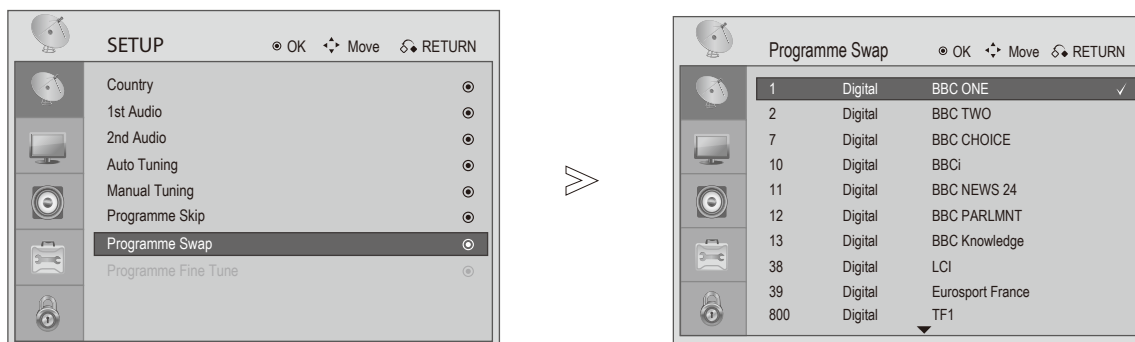 SETUP OK Move RETURN
Country
1st Audio
2nd Audio
Auto Tuning
Manual Tuning
Programme Skip
Programme Swap
Programme Fine Tune
Programme Swap OK Move RETURN
1 Digital BBC ONE ✓
2 Digital BBC TWO
7 Digital BBC CHOICE
10 Digital BBCi
11 Digital BBC NEWS 24
12 Digital BBC PARLMNT
13 Digital BBC Knowledge
38 Digital LCI
39 Digital Eurosport France
800 Digital TF1